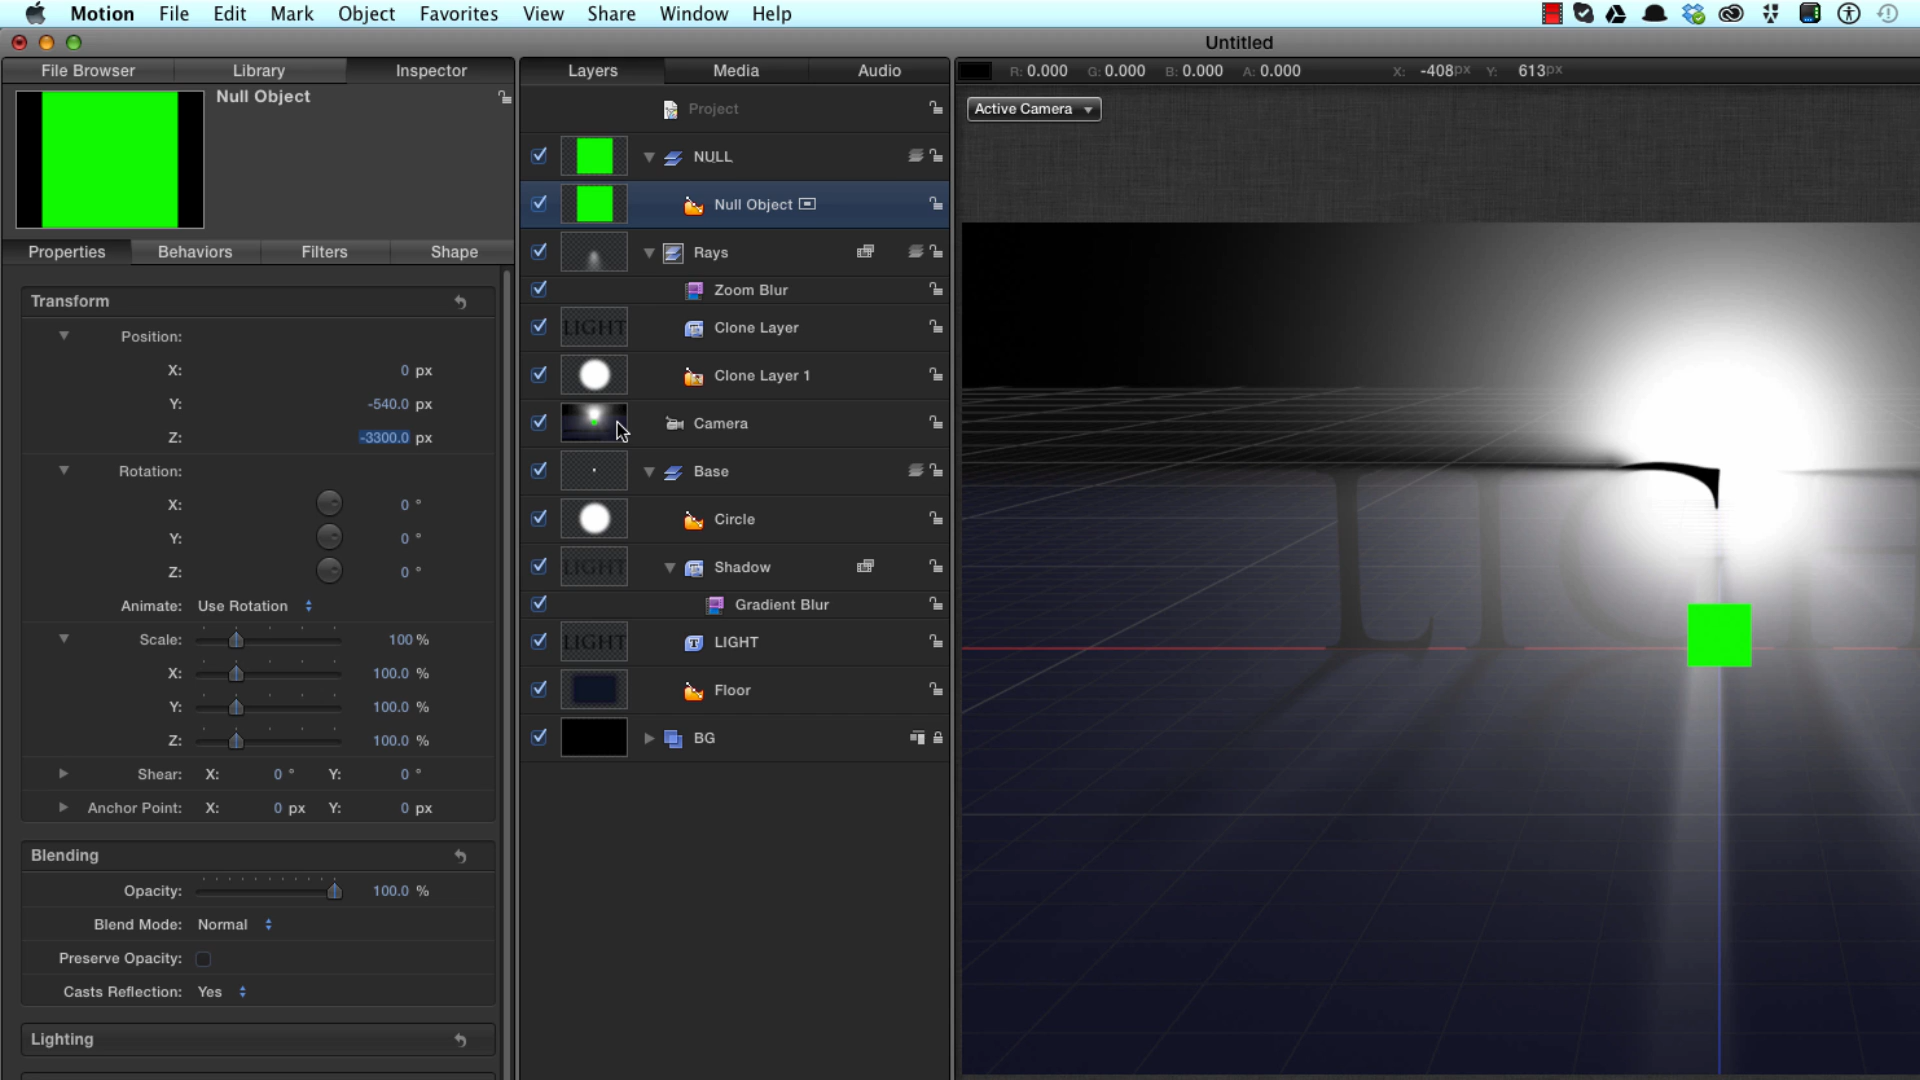 Motion File Edit Mark Object Favorites View Share Window Help
Untitled
File Browser Library Inspector
Layers Media Audio
R: 0.000 G: 0.000 B: 0.000 A: 0.000 X: -408px Y: 613px
Null Object
Active Camera
Project
NULL
Null Object
Rays
Zoom Blur
LIGHT Clone Layer
Clone Layer 1
Camera
Base
Circle
LIGHT Shadow
Gradient Blur
LIGHT LIGHT
Floor
BG
Properties Behaviors Filters Shape
Transform
Position:
X: 0 px
Y: -540.0 px
Z: -3300.0 px
Rotation:
X: 0 °
Y: 0 °
Z: 0 °
Animate: Use Rotation
Scale: 100 %
X: 100.0 %
Y: 100.0 %
Z: 100.0 %
Shear: X: 0 ° Y: 0 °
Anchor Point: X: 0 px Y: 0 px
Blending
Opacity: 100.0 %
Blend Mode: Normal
Preserve Opacity:
Casts Reflection: Yes
Lighting